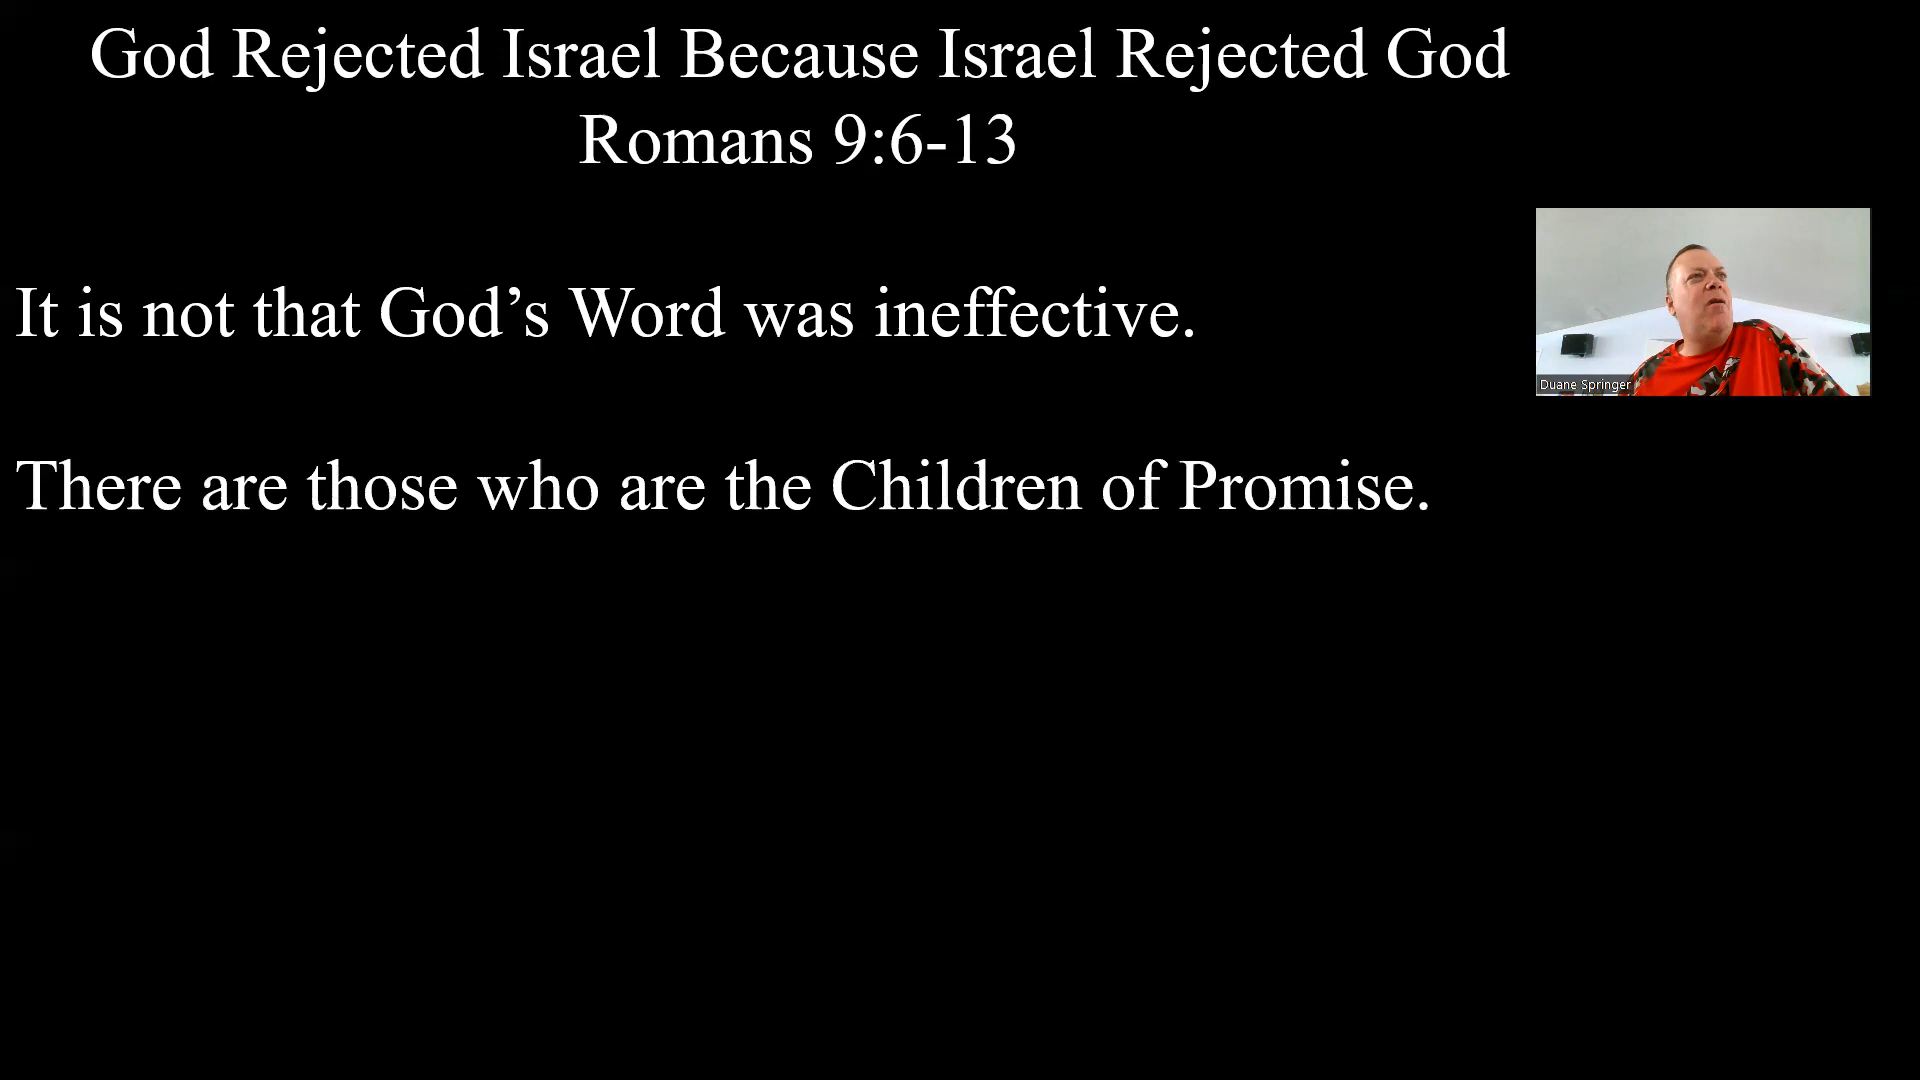 God Rejected Israel Because Israel Rejected God
Romans 9:6-13
It is not that God’s Word was ineffective.
There are those who are the Children of Promise.
Duane Springer